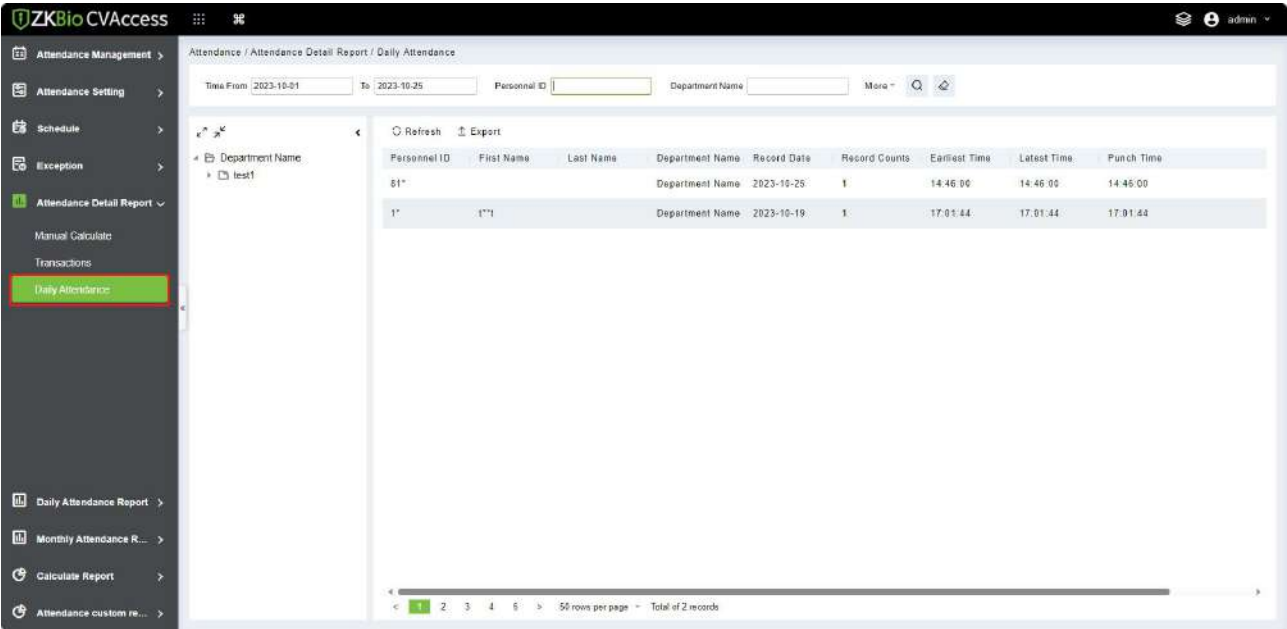 ZKBio CVAccess
admin
Attendance Management
Attendance Setting
Schedule
Exception
Attendance Detail Report
Manual Calculate
Transactions
Daily Attendance
Daily Attendance Report
Monthly Attendance R...
Calculate Report
Attendance custom re...
Attendance / Attendance Detail Report / Daily Attendance
Time From 2023-10-01 To 2023-10-25 Personnel ID Department Name More
Department Name
test1
Refresh Export
Personnel ID First Name Last Name Department Name Record Date Record Counts Earliest Time Latest Time Punch Time
81* Department Name 2023-10-25 1 14:46:00 14:46:00 14:46:00
1* t**1 Department Name 2023-10-19 1 17:01:44 17:01:44 17:01:44
< 1 2 3 4 5 > 50 rows per page Total of 2 records